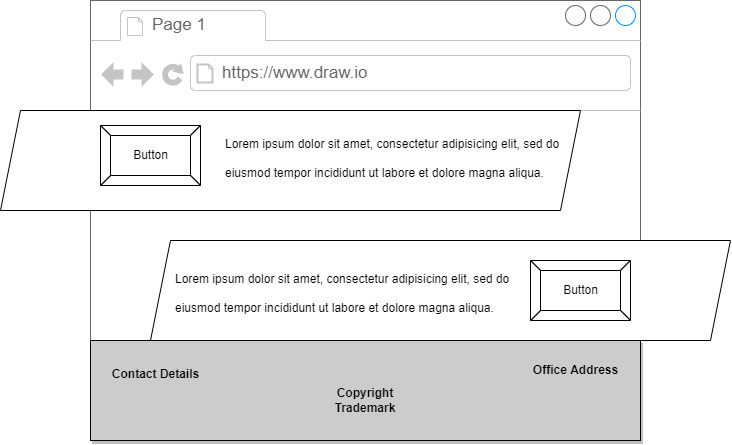 Page 1
https://www.draw.io
Button
Lorem ipsum dolor sit amet, consectetur adipisicing elit, sed do
eiusmod tempor incididunt ut labore et dolore magna aliqua.
Lorem ipsum dolor sit amet, consectetur adipisicing elit, sed do
eiusmod tempor incididunt ut labore et dolore magna aliqua.
Button
Contact Details
Copyright
Trademark
Office Address